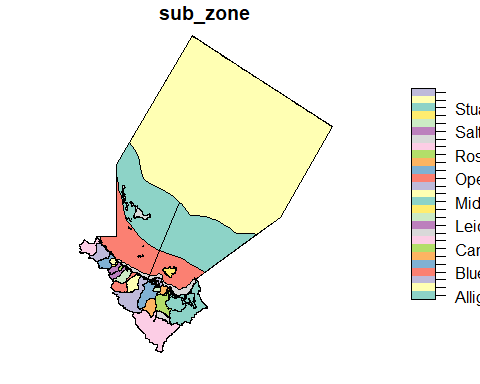 sub_zone
Stua
Salt
Ros
Ope
Mid
Leic
Car
Blue
Allig